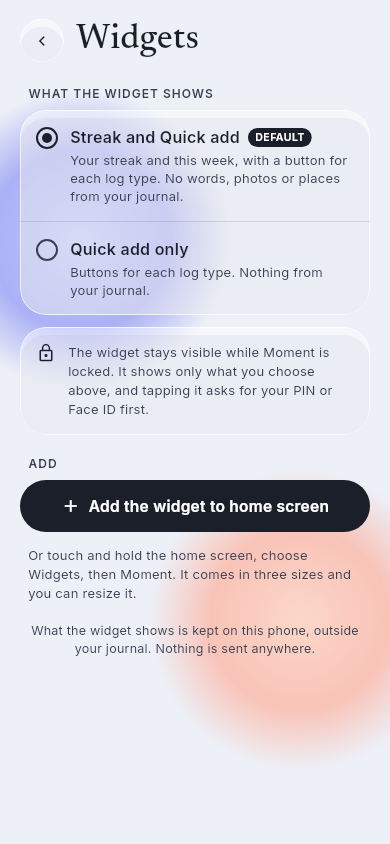 Widgets
WHAT THE WIDGET SHOWS
Streak and Quick add DEFAULT
Your streak and this week, with a button for
each log type. No words, photos or places
from your journal.
Quick add only
Buttons for each log type. Nothing from
your journal.
The widget stays visible while Moment is
locked. It shows only what you choose
above, and tapping it asks for your PIN or
Face ID first.
ADD
+ Add the widget to home screen
Or touch and hold the home screen, choose
Widgets, then Moment. It comes in three sizes and
you can resize it.
What the widget shows is kept on this phone, outside
your journal. Nothing is sent anywhere.